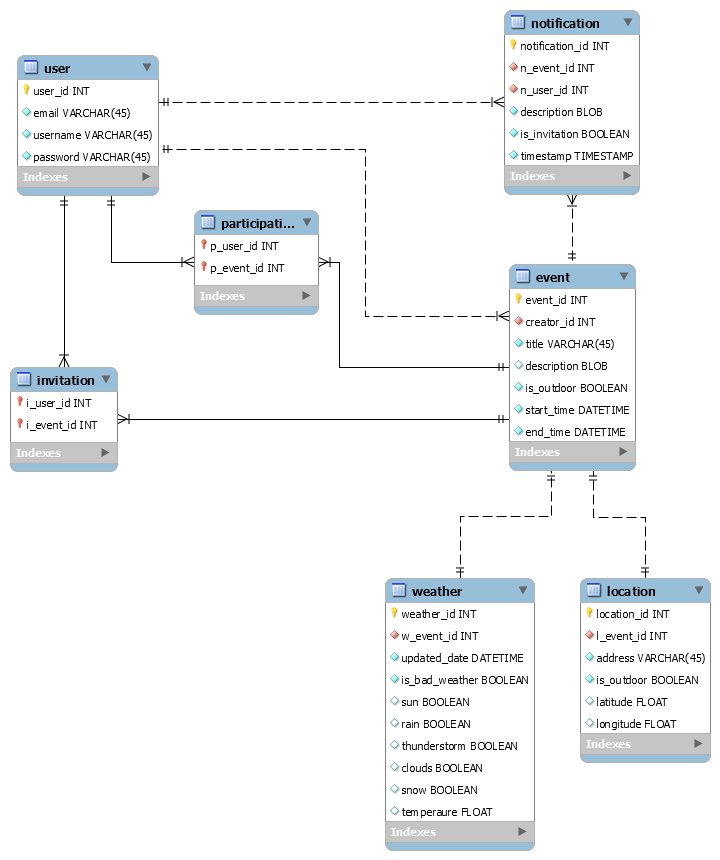 user
user_id INT
email VARCHAR(45)
username VARCHAR(45)
password VARCHAR(45)
Indexes
notification
notification_id INT
n_event_id INT
n_user_id INT
description BLOB
is_invitation BOOLEAN
timestamp TIMESTAMP
Indexes
participati...
p_user_id INT
p_event_id INT
Indexes
event
event_id INT
creator_id INT
title VARCHAR(45)
description BLOB
is_outdoor BOOLEAN
start_time DATETIME
end_time DATETIME
Indexes
invitation
i_user_id INT
i_event_id INT
Indexes
weather
weather_id INT
w_event_id INT
updated_date DATETIME
is_bad_weather BOOLEAN
sun BOOLEAN
rain BOOLEAN
thunderstorm BOOLEAN
clouds BOOLEAN
snow BOOLEAN
temperaure FLOAT
Indexes
location
location_id INT
l_event_id INT
address VARCHAR(45)
is_outdoor BOOLEAN
latitude FLOAT
longitude FLOAT
Indexes